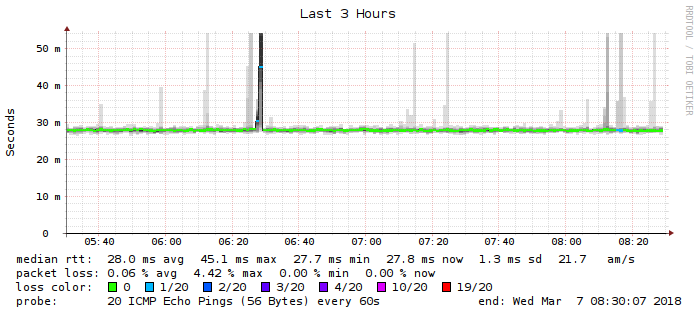 Last 3 Hours
RRDTOOL / TOBI OETIKER
Seconds
50 m
40 m
30 m
20 m
10 m
0
05:40 06:00 06:20 06:40 07:00 07:20 07:40 08:00 08:20
median rtt: 28.0 ms avg 45.1 ms max 27.7 ms min 27.8 ms now 1.3 ms sd 21.7 am/s
packet loss: 0.06 % avg 4.42 % max 0.00 % min 0.00 % now
loss color: 0 1/20 2/20 3/20 4/20 10/20 19/20
probe: 20 ICMP Echo Pings (56 Bytes) every 60s end: Wed Mar 7 08:30:07 2018